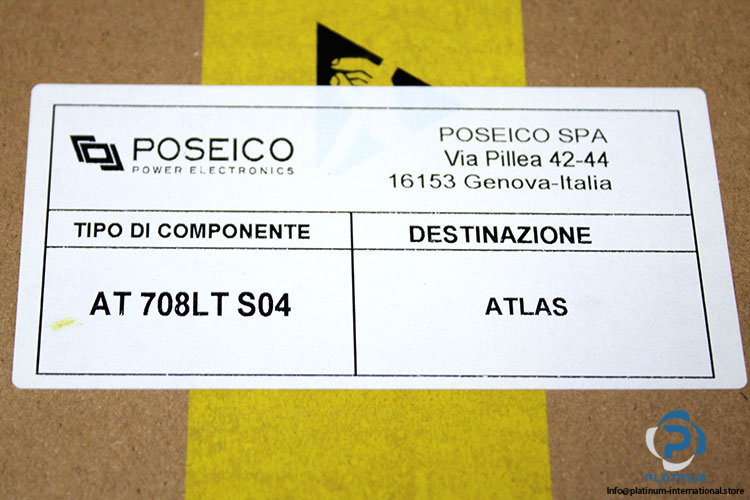 POSEICO
POWER ELECTRONICS
POSEICO SPA
Via Pillea 42-44
16153 Genova-Italia
TIPO DI COMPONENTE
DESTINAZIONE
AT 708LT S04
ATLAS
PLATINUM
Info@platinum-international.store